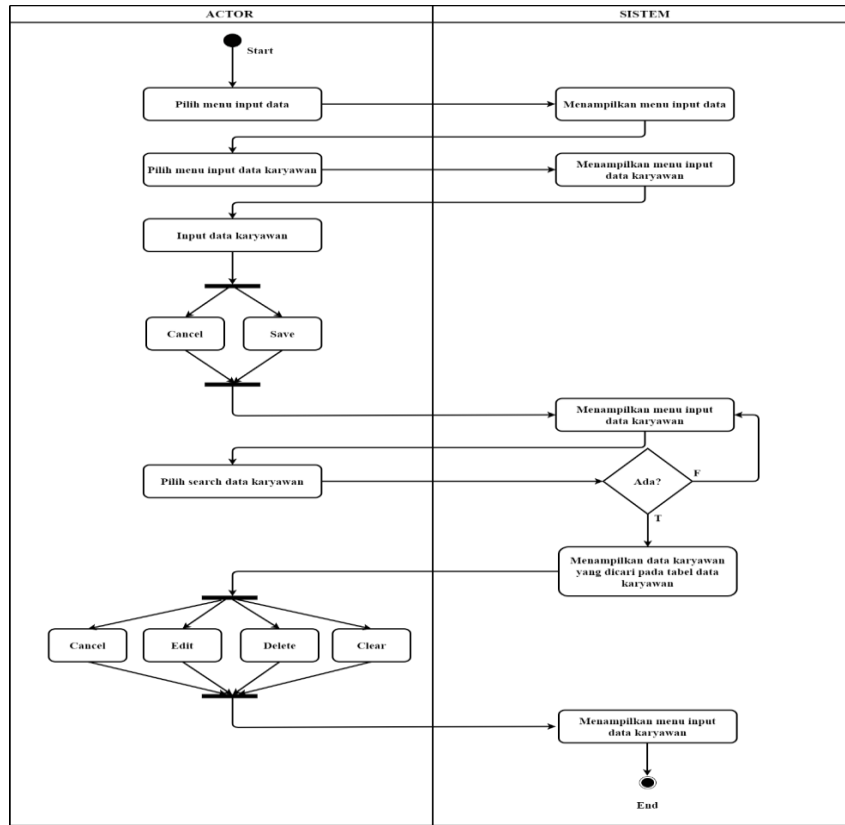 ACTOR
SISTEM
Start
Pilih menu input data
Menampilkan menu input data
Pilih menu input data karyawan
Menampilkan menu input
data karyawan
Input data karyawan
Cancel
Save
Menampilkan menu input
data karyawan
Pilih search data karyawan
Ada?
F
T
Menampilkan data karyawan
yang dicari pada tabel data
karyawan
Cancel
Edit
Delete
Clear
Menampilkan menu input
data karyawan
End